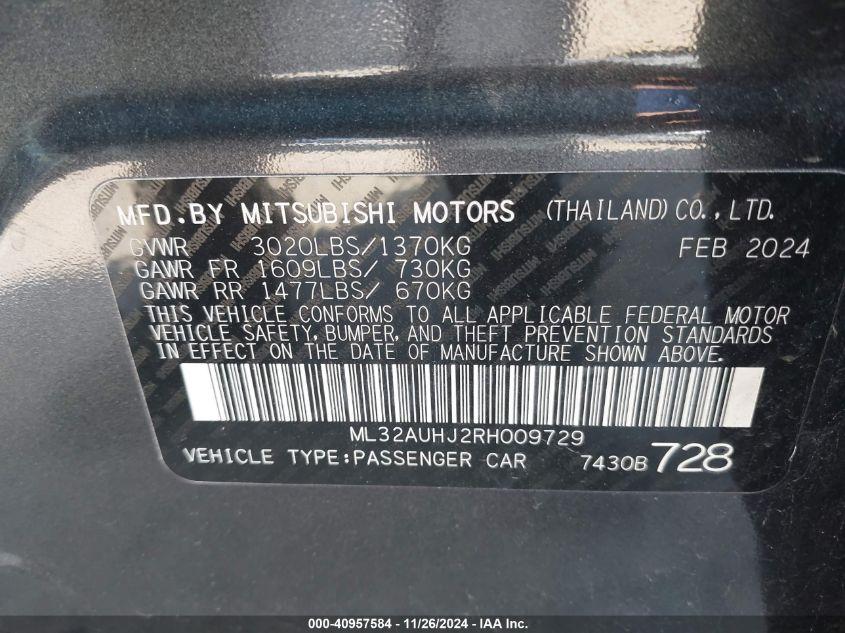 MFD.BY MITSUBISHI MOTORS (THAILAND)CO.,LTD.
GVWR 3020LBS/1370KG FEB 2024
GAWR FR 1609LBS/ 730KG
GAWR RR 1477LBS/ 670KG
THIS VEHICLE CONFORMS TO ALL APPLICABLE FEDERAL MOTOR
VEHICLE SAFETY, BUMPER, AND THEFT PREVENTION STANDARDS
IN EFFECT ON THE DATE OF MANUFACTURE SHOWN ABOVE.
ML32AUHJ2RH009729
VEHICLE TYPE:PASSENGER CAR 7430B 728
000-40957584 - 11/26/2024 - IAA Inc.